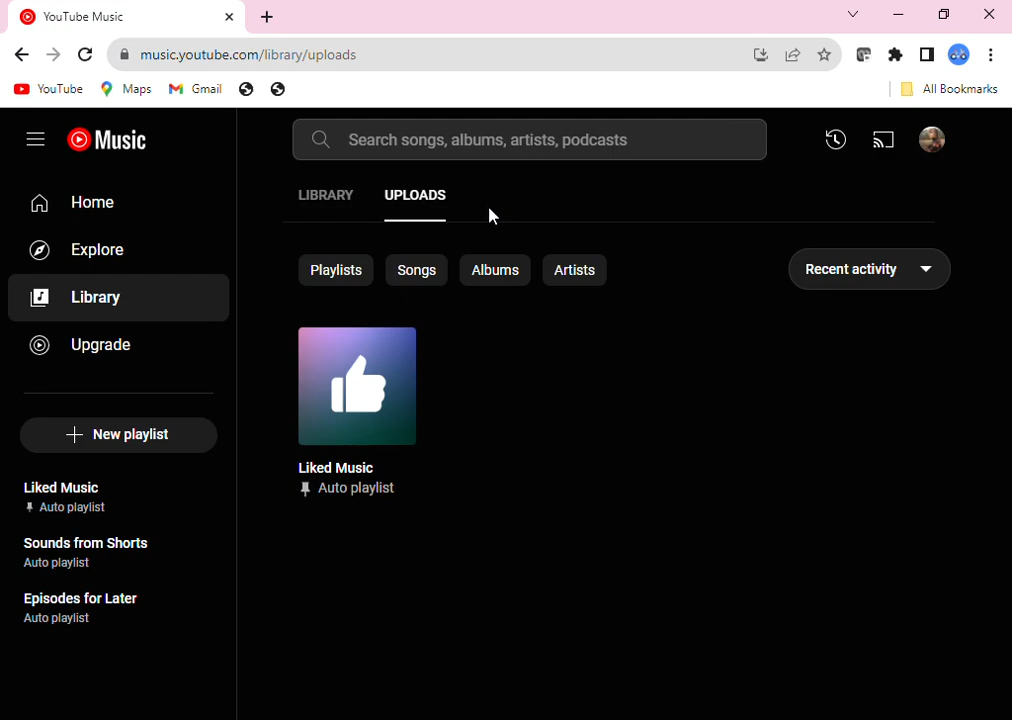 YouTube Music
music.youtube.com/library/uploads
YouTube Maps Gmail All Bookmarks
Music
Search songs, albums, artists, podcasts
Home
Explore
Library
Upgrade
New playlist
Liked Music
Auto playlist
Sounds from Shorts
Auto playlist
Episodes for Later
Auto playlist
LIBRARY UPLOADS
Playlists Songs Albums Artists Recent activity
Liked Music
Auto playlist